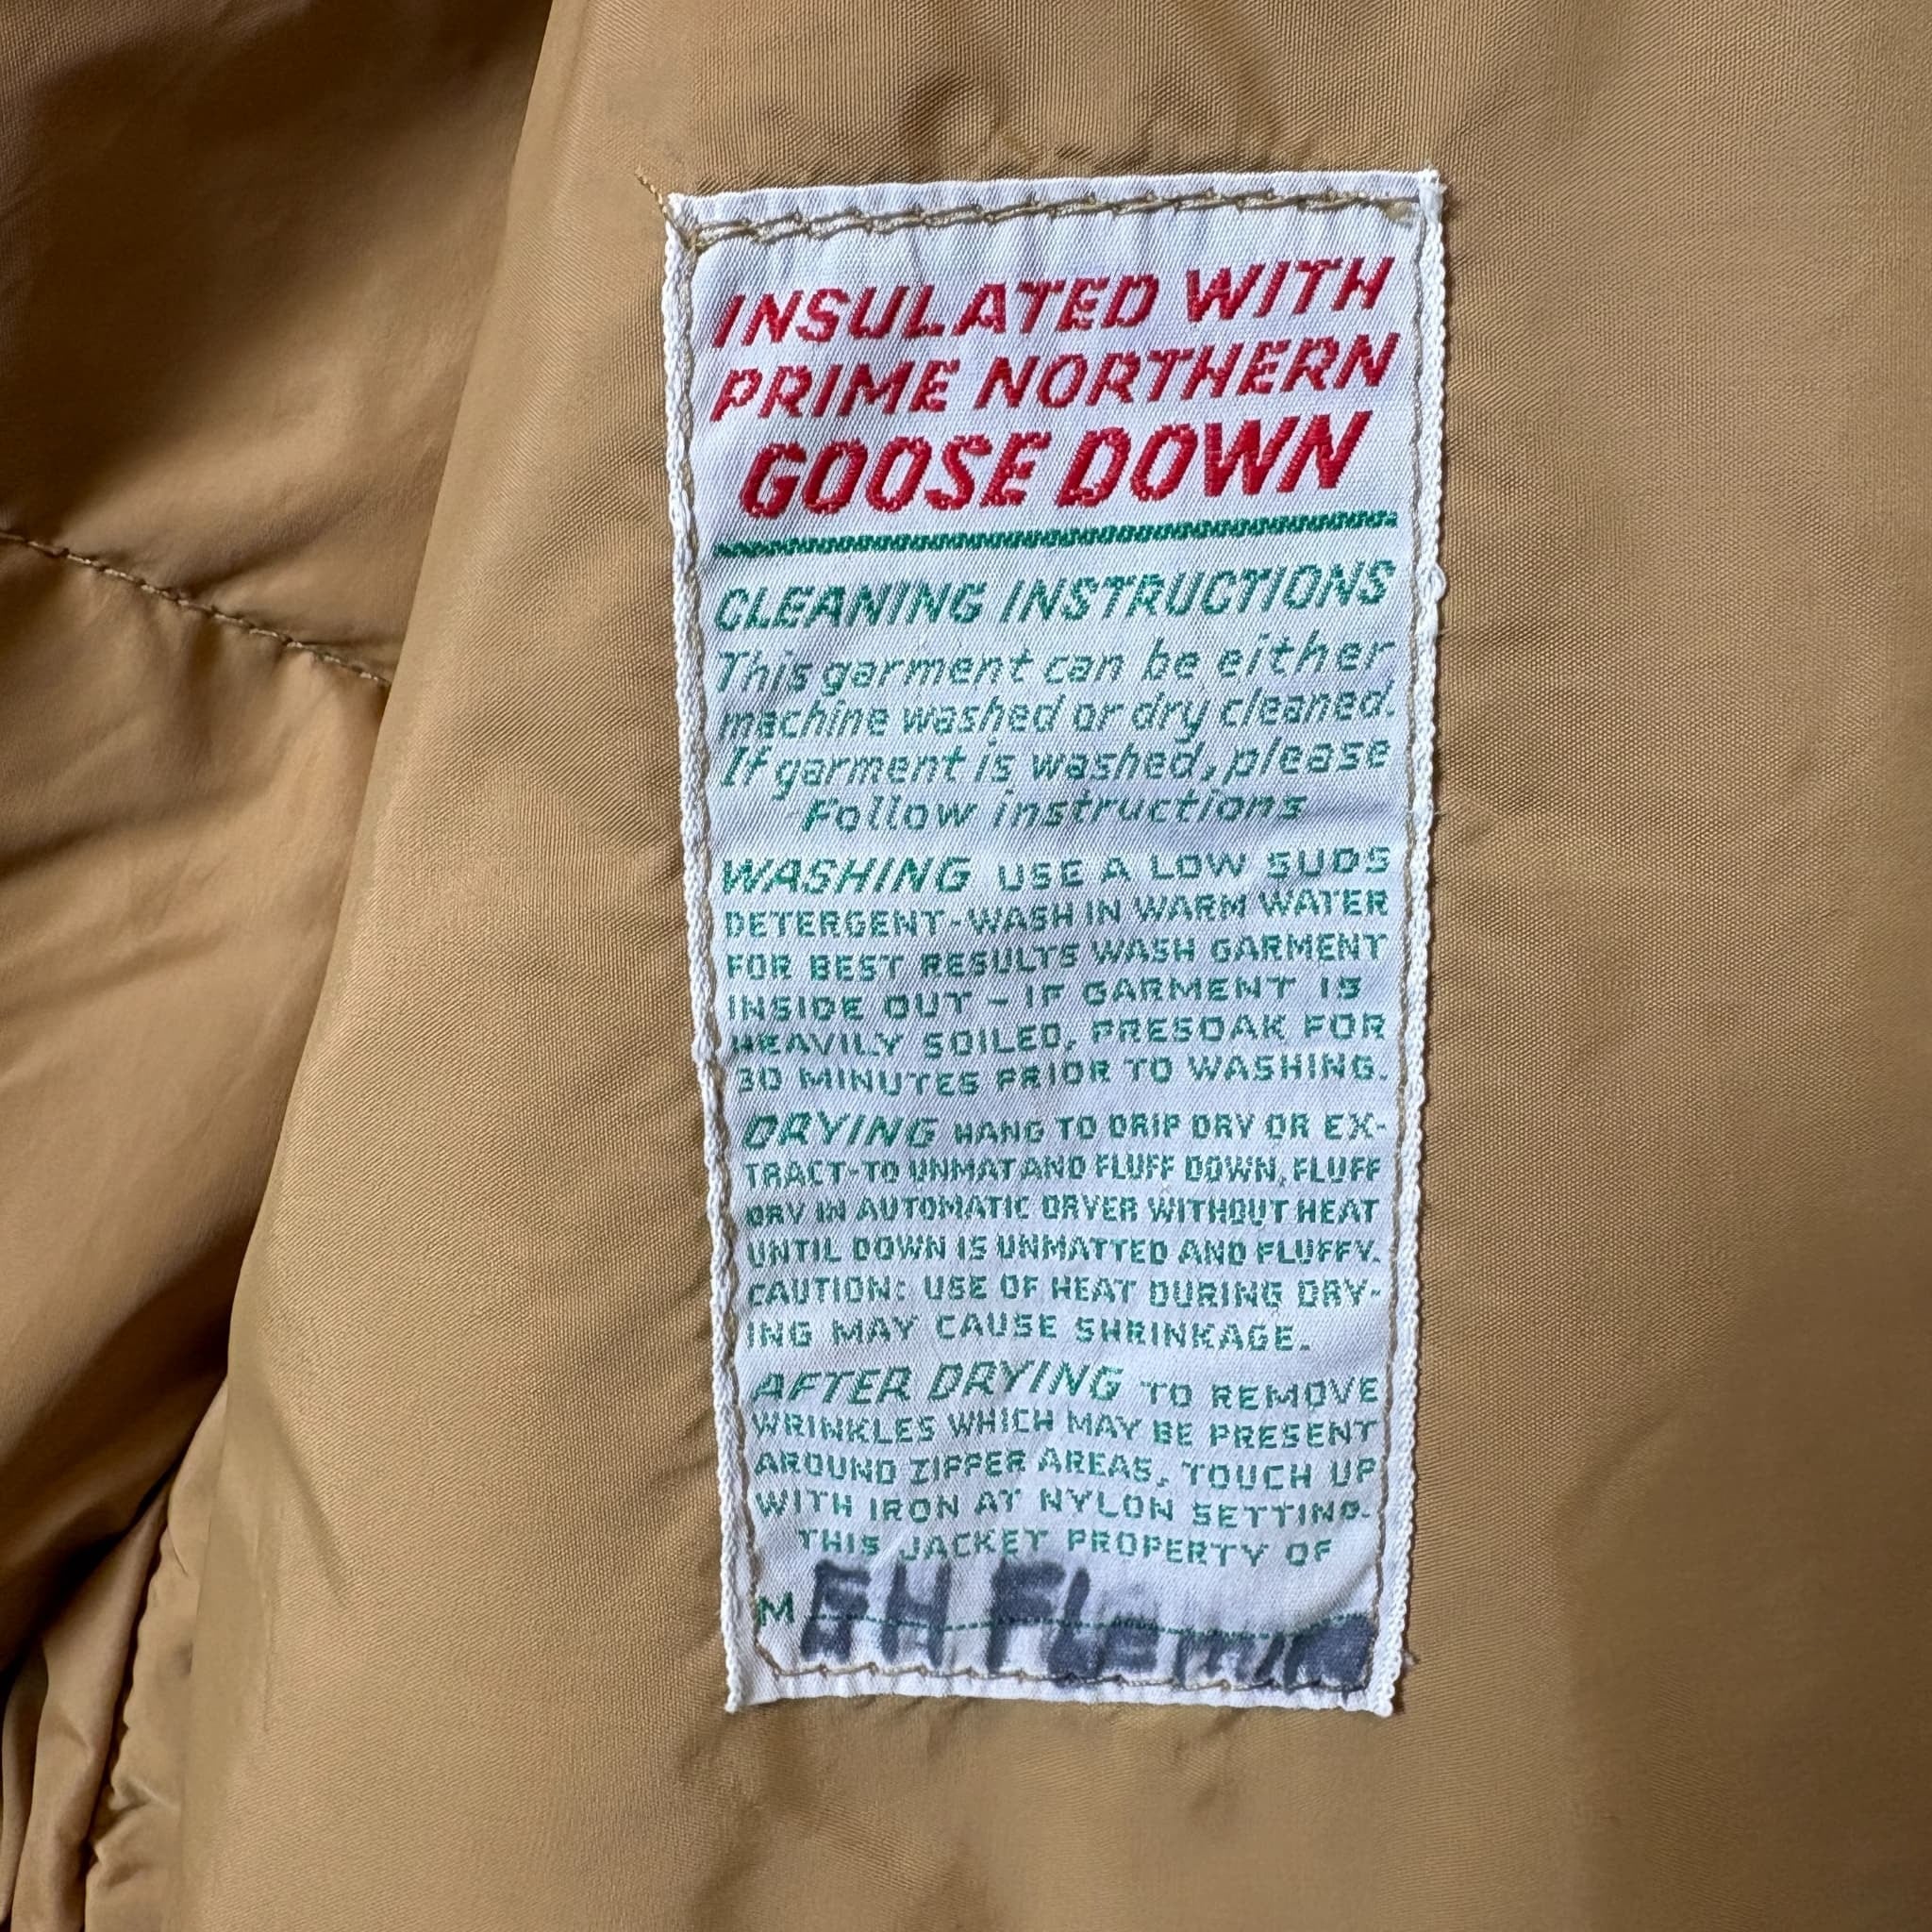 INSULATED WITH
PRIME NORTHERN
GOOSE DOWN
CLEANING INSTRUCTIONS
This garment can be either
machine washed or dry cleaned.
If garment is washed, please
Follow instructions
WASHING USE A LOW SUDS
DETERGENT-WASH IN WARM WATER
FOR BEST RESULTS WASH GARMENT
INSIDE OUT - IF GARMENT IS
HEAVILY SOILED, PRESOAK FOR
30 MINUTES PRIOR TO WASHING.
DRYING HANG TO DRIP DRY OR EX-
TRACT-TO UNMAT AND FLUFF DOWN, FLUFF
DRY IN AUTOMATIC DRYER WITHOUT HEAT
UNTIL DOWN IS UNMATTED AND FLUFFY.
CAUTION: USE OF HEAT DURING DRY-
ING MAY CAUSE SHRINKAGE.
AFTER DRYING TO REMOVE
WRINKLES WHICH MAY BE PRESENT
AROUND ZIPPER AREAS, TOUCH UP
WITH IRON AT NYLON SETTING.
THIS JACKET PROPERTY OF
M